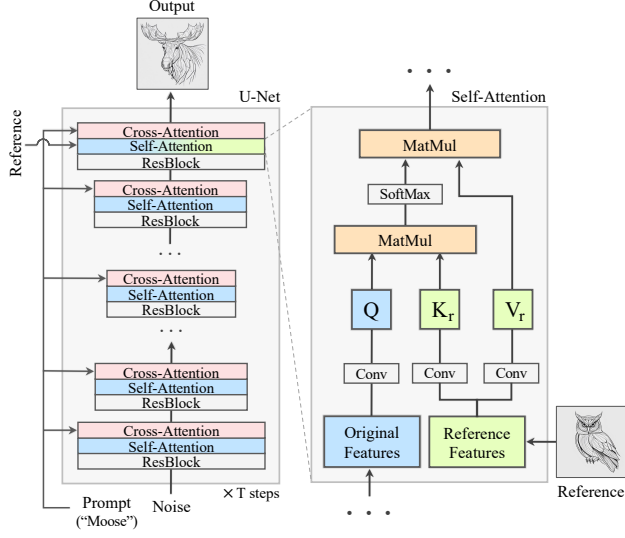 Output
U-Net
Reference
Cross-Attention
Self-Attention
ResBlock
Cross-Attention
Self-Attention
ResBlock
. . .
Cross-Attention
Self-Attention
ResBlock
. . .
Cross-Attention
Self-Attention
ResBlock
Cross-Attention
Self-Attention
ResBlock
× T steps
Prompt
("Moose")
Noise
. . .
Self-Attention
MatMul
SoftMax
MatMul
Q
Kr
Vr
Conv
Conv
Conv
Original
Features
Reference
Features
Reference
. . .